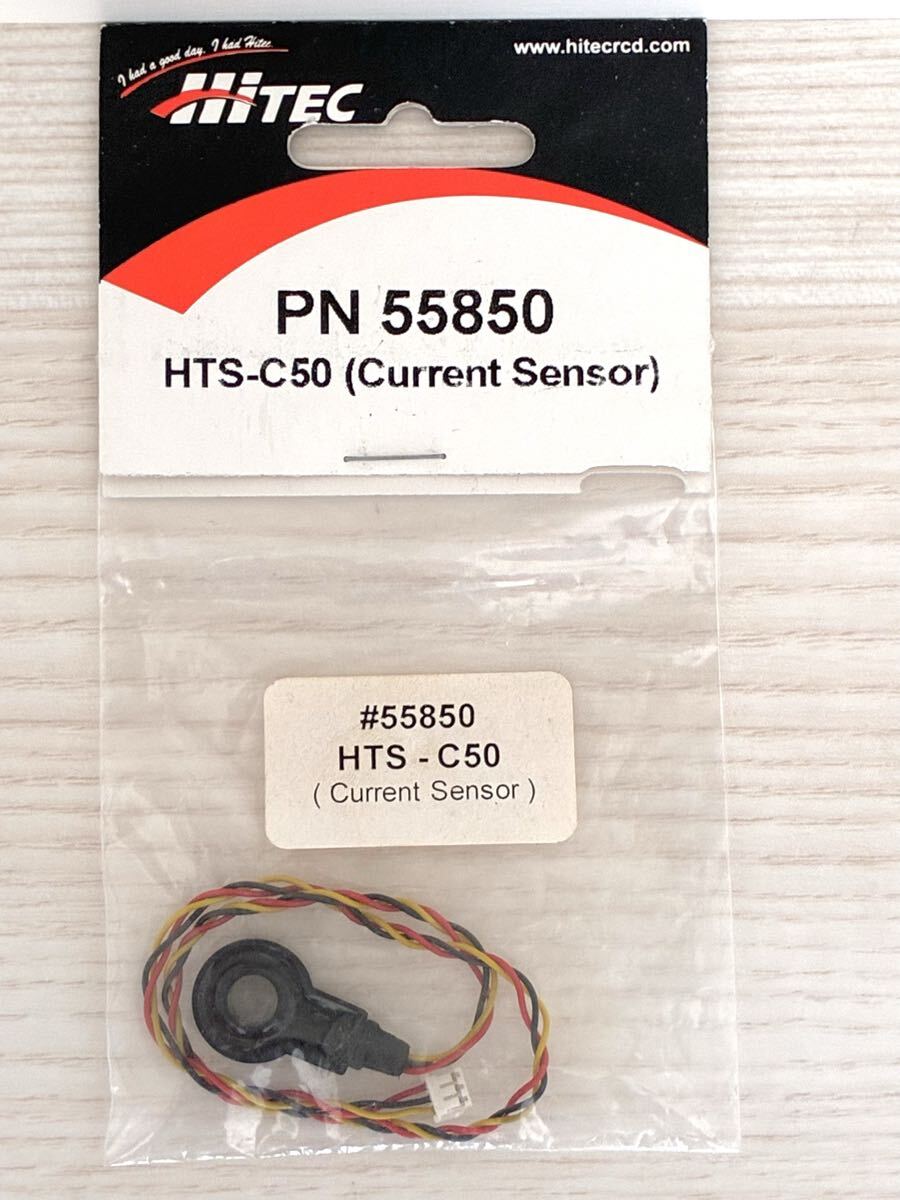 I had a good day. I had Hitec.
www.hitecrcd.com
HiTEC
PN 55850
HTS-C50 (Current Sensor)
#55850
HTS - C50
( Current Sensor )